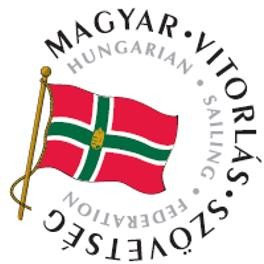 MAGYAR • VITORLÁS • SZÖVETSÉG
HUNGARIAN • SAILING • FEDERATION